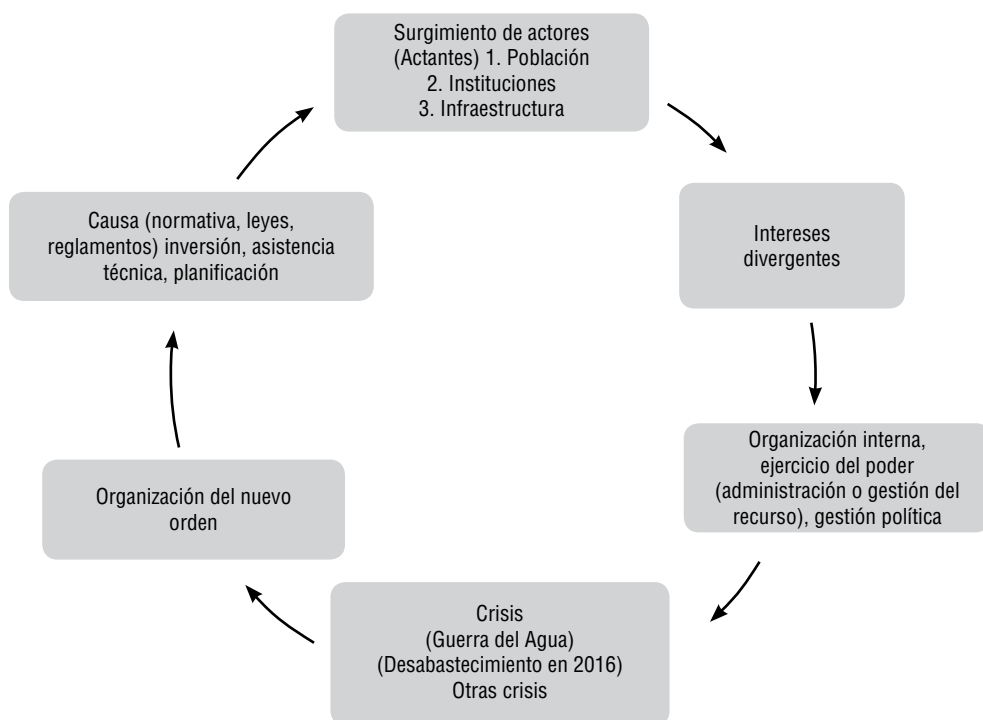 Surgimiento de actores
(Actantes) 1. Población
2. Instituciones
3. Infraestructura
Intereses
divergentes
Organización interna,
ejercicio del poder
(administración o gestión del
recurso), gestión política
Crisis
(Guerra del Agua)
(Desabastecimiento en 2016)
Otras crisis
Organización del nuevo
orden
Causa (normativa, leyes,
reglamentos) inversión, asistencia
técnica, planificación